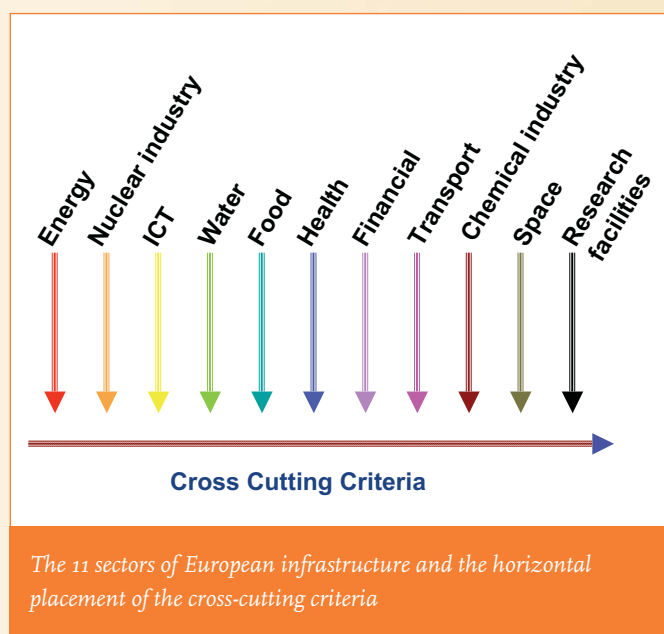 Energy
Nuclear industry
ICT
Water
Food
Health
Financial
Transport
Chemical industry
Space
Research
facilities
Cross Cutting Criteria
The 11 sectors of European infrastructure and the horizontal
placement of the cross-cutting criteria